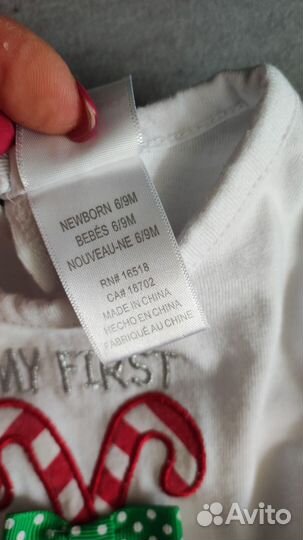 NEWBORN 6/9M
BEBÉS 6/9M
NOUVEAU-NE 6/9M
RN# 16518
CA# 18702
MADE IN CHINA
HECHO EN CHINA
FABRIQUÉ AU CHINE
MY FIRST
Avito